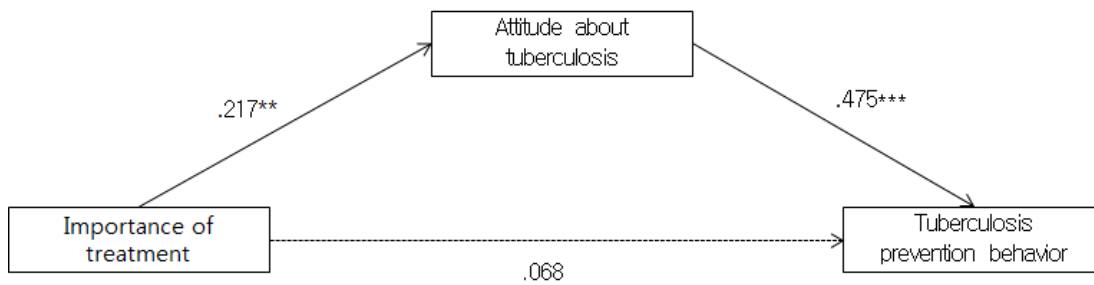 Attitude about
tuberculosis
.217**
.475***
Importance of
treatment
Tuberculosis
prevention behavior
.068